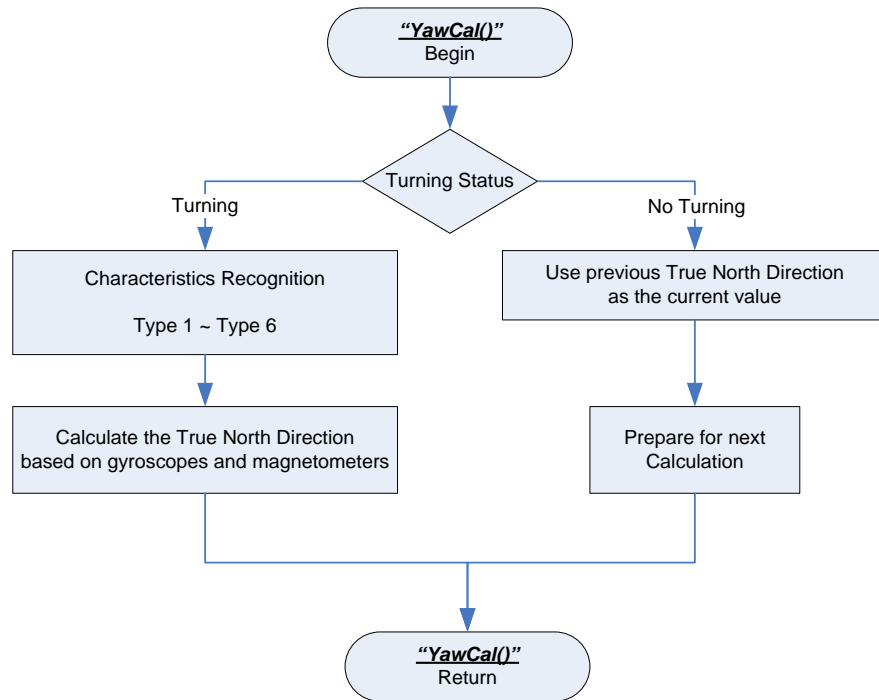 "YawCal()"
Begin
Turning Status
Turning
No Turning
Characteristics Recognition
Type 1 ~ Type 6
Use previous True North Direction
as the current value
Calculate the True North Direction
based on gyroscopes and magnetometers
Prepare for next
Calculation
"YawCal()"
Return